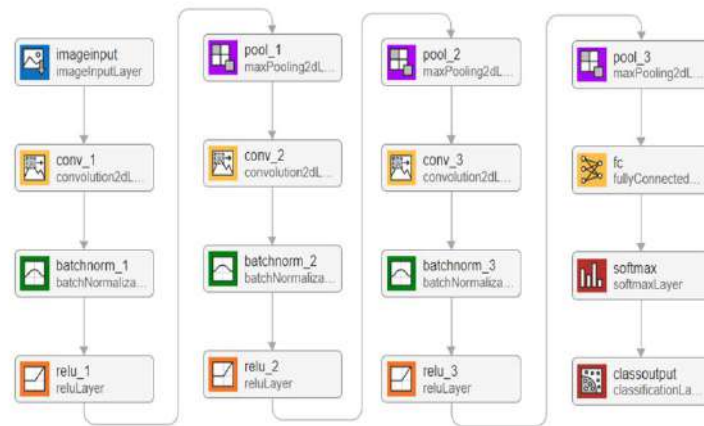 imageinput
imageInputLayer
conv_1
convolution2dL...
batchnorm_1
batchNormaliza...
relu_1
reluLayer
pool_1
maxPooling2dL...
conv_2
convolution2dL...
batchnorm_2
batchNormaliza...
relu_2
reluLayer
pool_2
maxPooling2dL...
conv_3
convolution2dL...
batchnorm_3
batchNormaliza...
relu_3
reluLayer
pool_3
maxPooling2dL...
fc
fullyConnected...
softmax
softmaxLayer
classoutput
classificationLa...